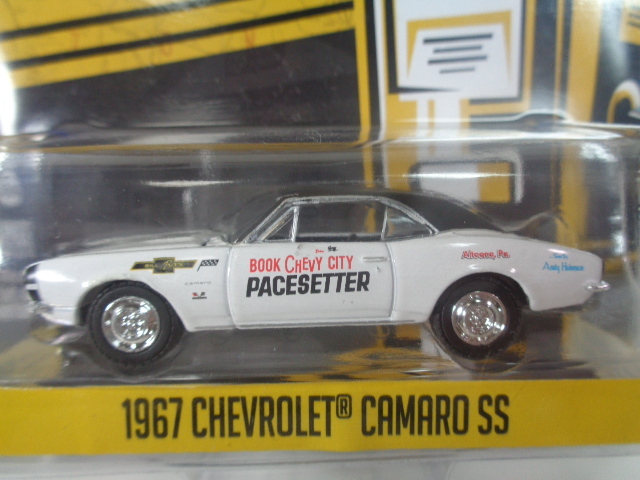 BOOK CHEVY CITY
PACESETTER
Altoona, Pa.
1967 CHEVROLET® CAMARO SS